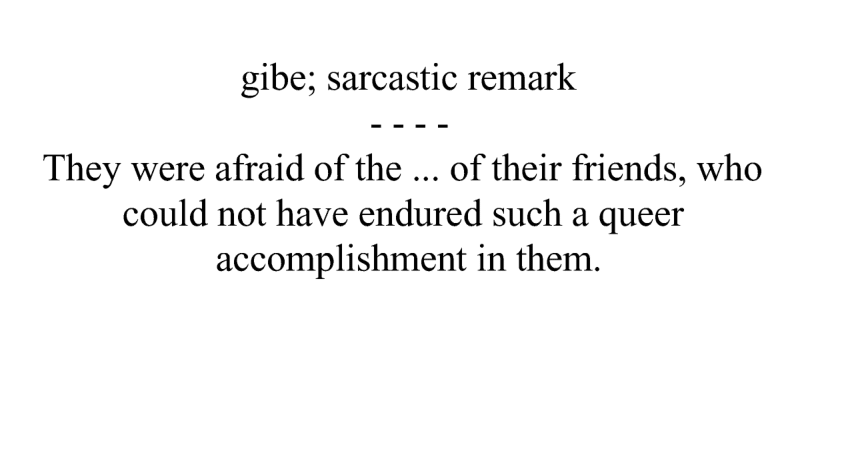 gibe; sarcastic remark
- - - -
They were afraid of the ... of their friends, who
could not have endured such a queer
accomplishment in them.